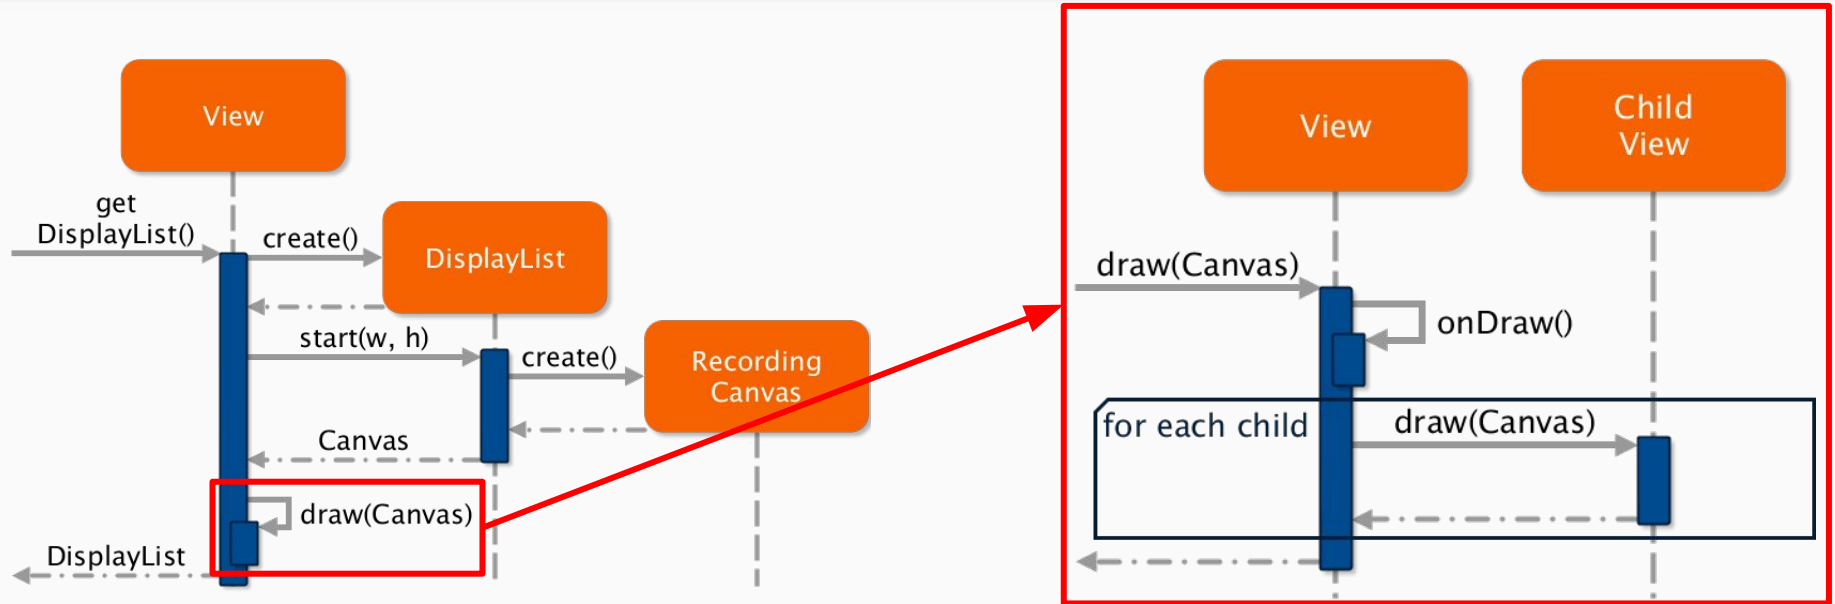 View
get
DisplayList()
create()
DisplayList
start(w, h)
create()
Recording
Canvas
Canvas
draw(Canvas)
DisplayList
View
Child
View
draw(Canvas)
onDraw()
for each child
draw(Canvas)